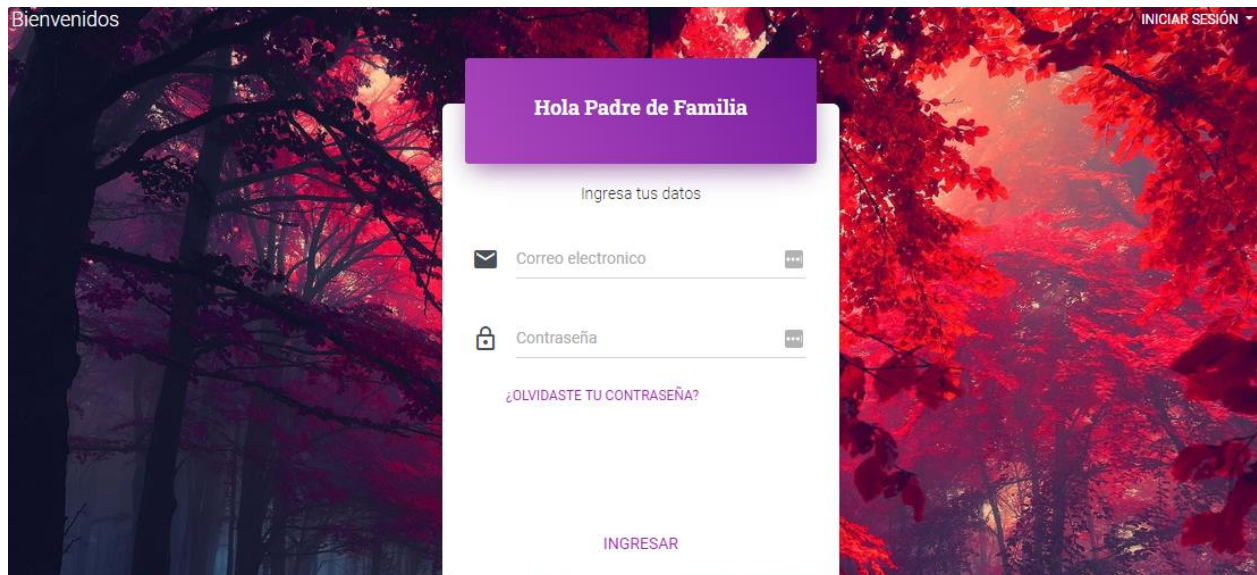 Bienvenidos
INICIAR SESIÓN
Hola Padre de Familia
Ingresa tus datos
Correo electronico
Contraseña
¿OLVIDASTE TU CONTRASEÑA?
INGRESAR